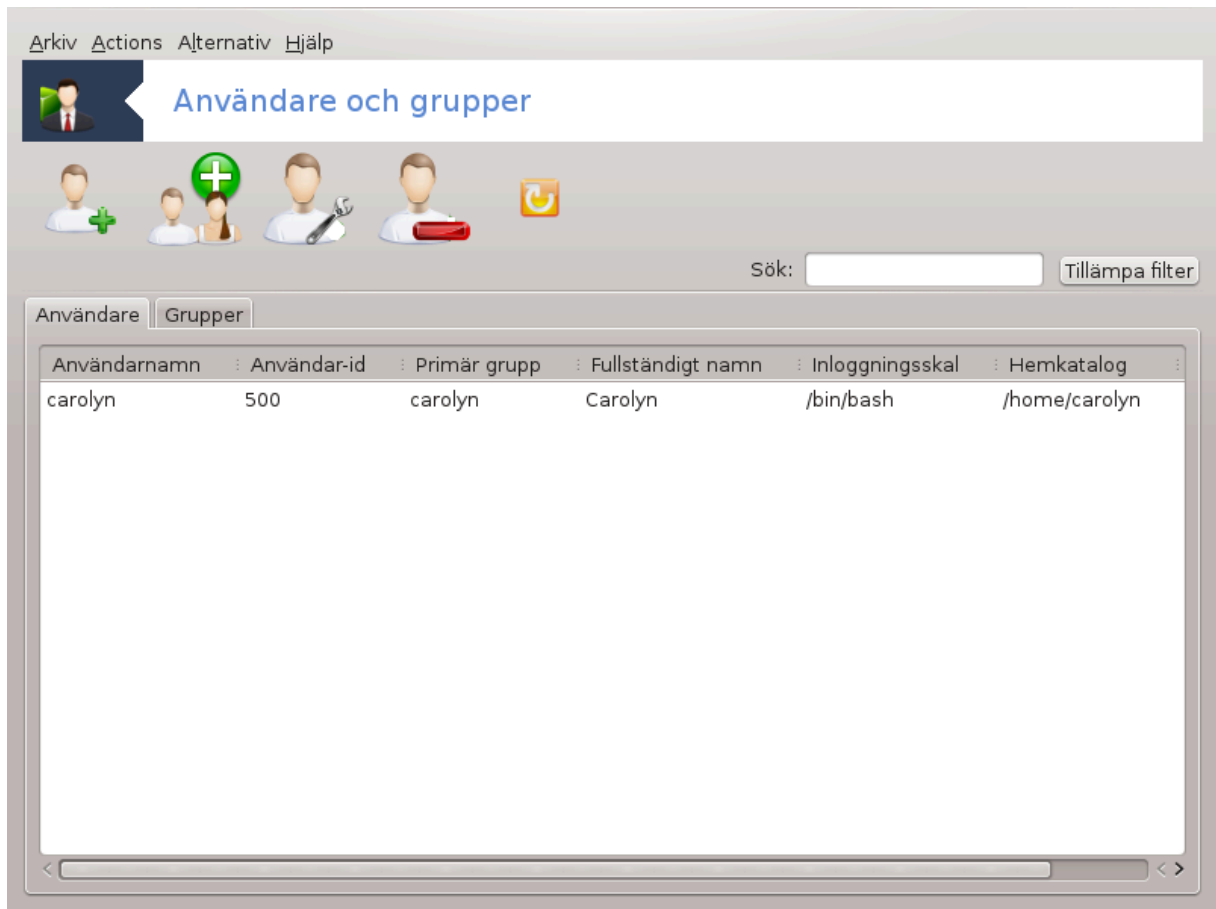 Arkiv Actions Alternativ Hjälp
Användare och grupper
Sök: Tillämpa filter
Användare Grupper
Användarnamn Användar-id Primär grupp Fullständigt namn Inloggningsskal Hemkatalog
carolyn 500 carolyn Carolyn /bin/bash /home/carolyn